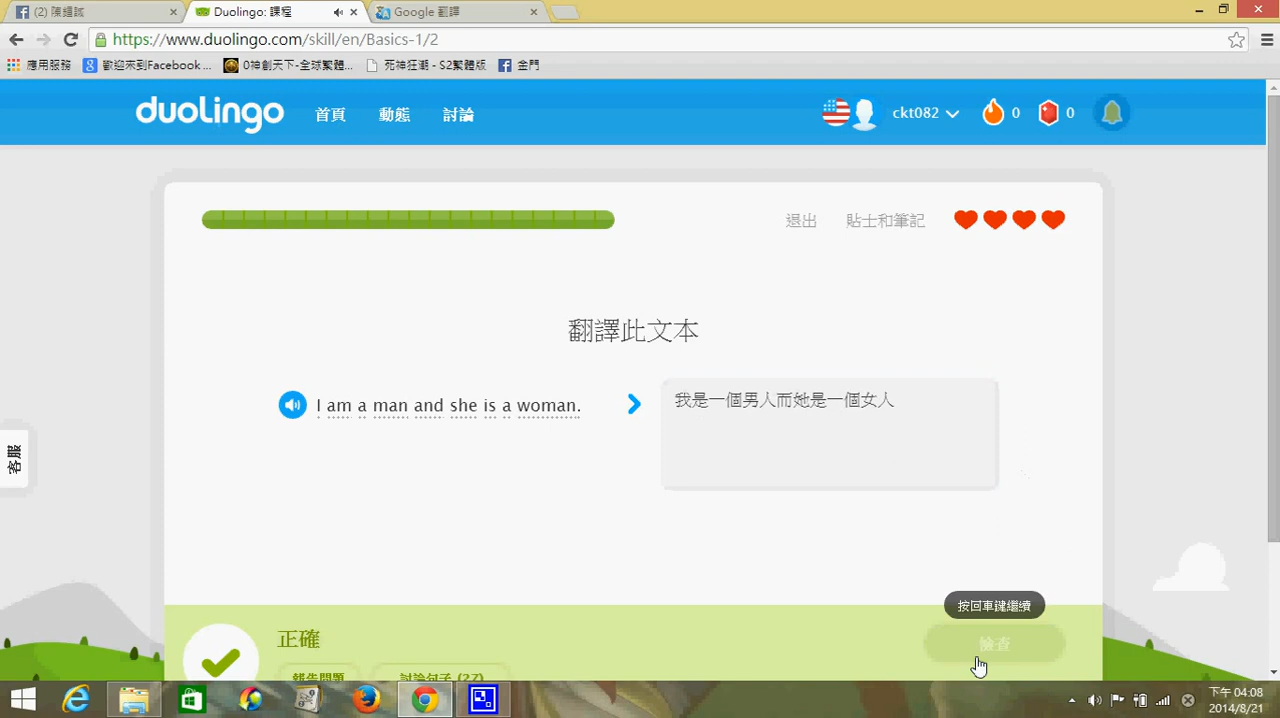 (2) 陳鍾誠
Duolingo: 課程
Google 翻譯
https://www.duolingo.com/skill/en/Basics-1/2
應用服務
歡迎來到Facebook ...
0神創天下-全球繁體...
死神狂潮 - S2繁體版
金門
duolingo
首頁
動態
討論
ckt082
0
0
退出
貼士和筆記
翻譯此文本
I am a man and she is a woman.
我是一個男人而她是一個女人
客服
按回車鍵繼續
正確
檢查
報告問題
討論句子 (27)
下午 04:08
2014/8/21